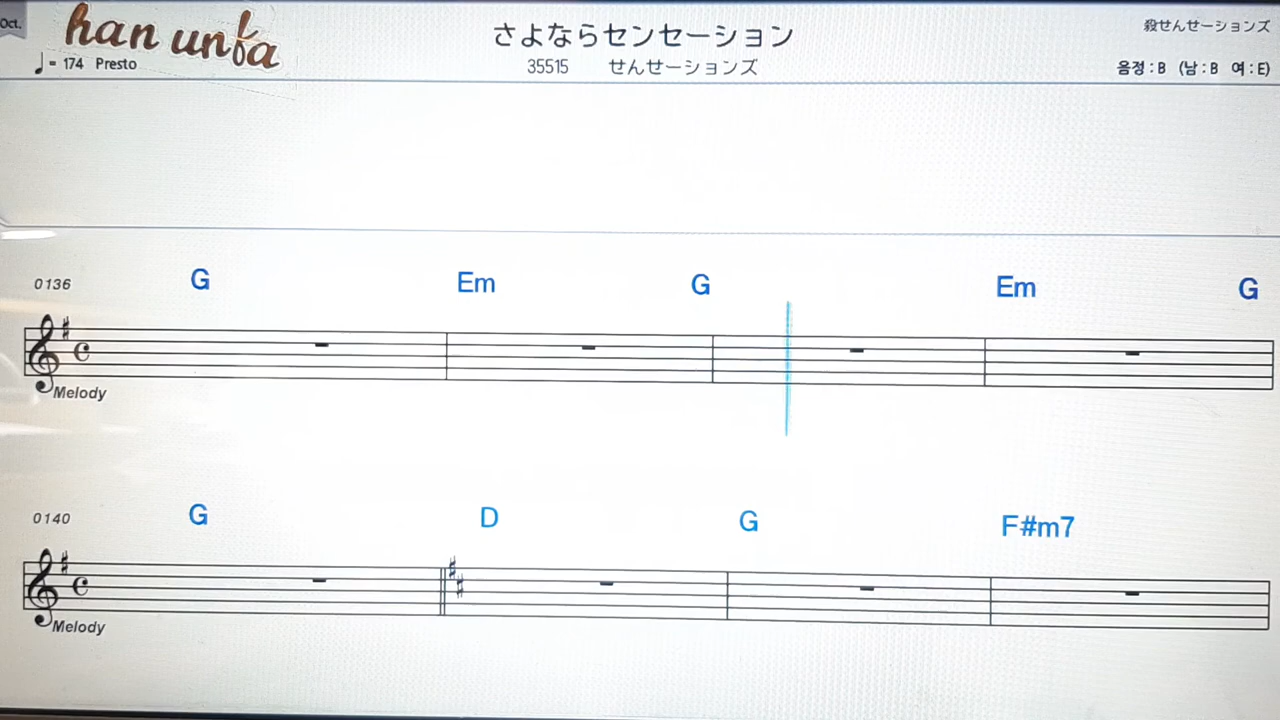 Oct.
han unfa
さよならセンセーション
殺せんせーションズ
♩= 174 Presto
35515 せんせーションズ
음정 : B (남 : B 여 : E)
G Em G Em G
0136
Melody
G D G F#m7
0140
Melody